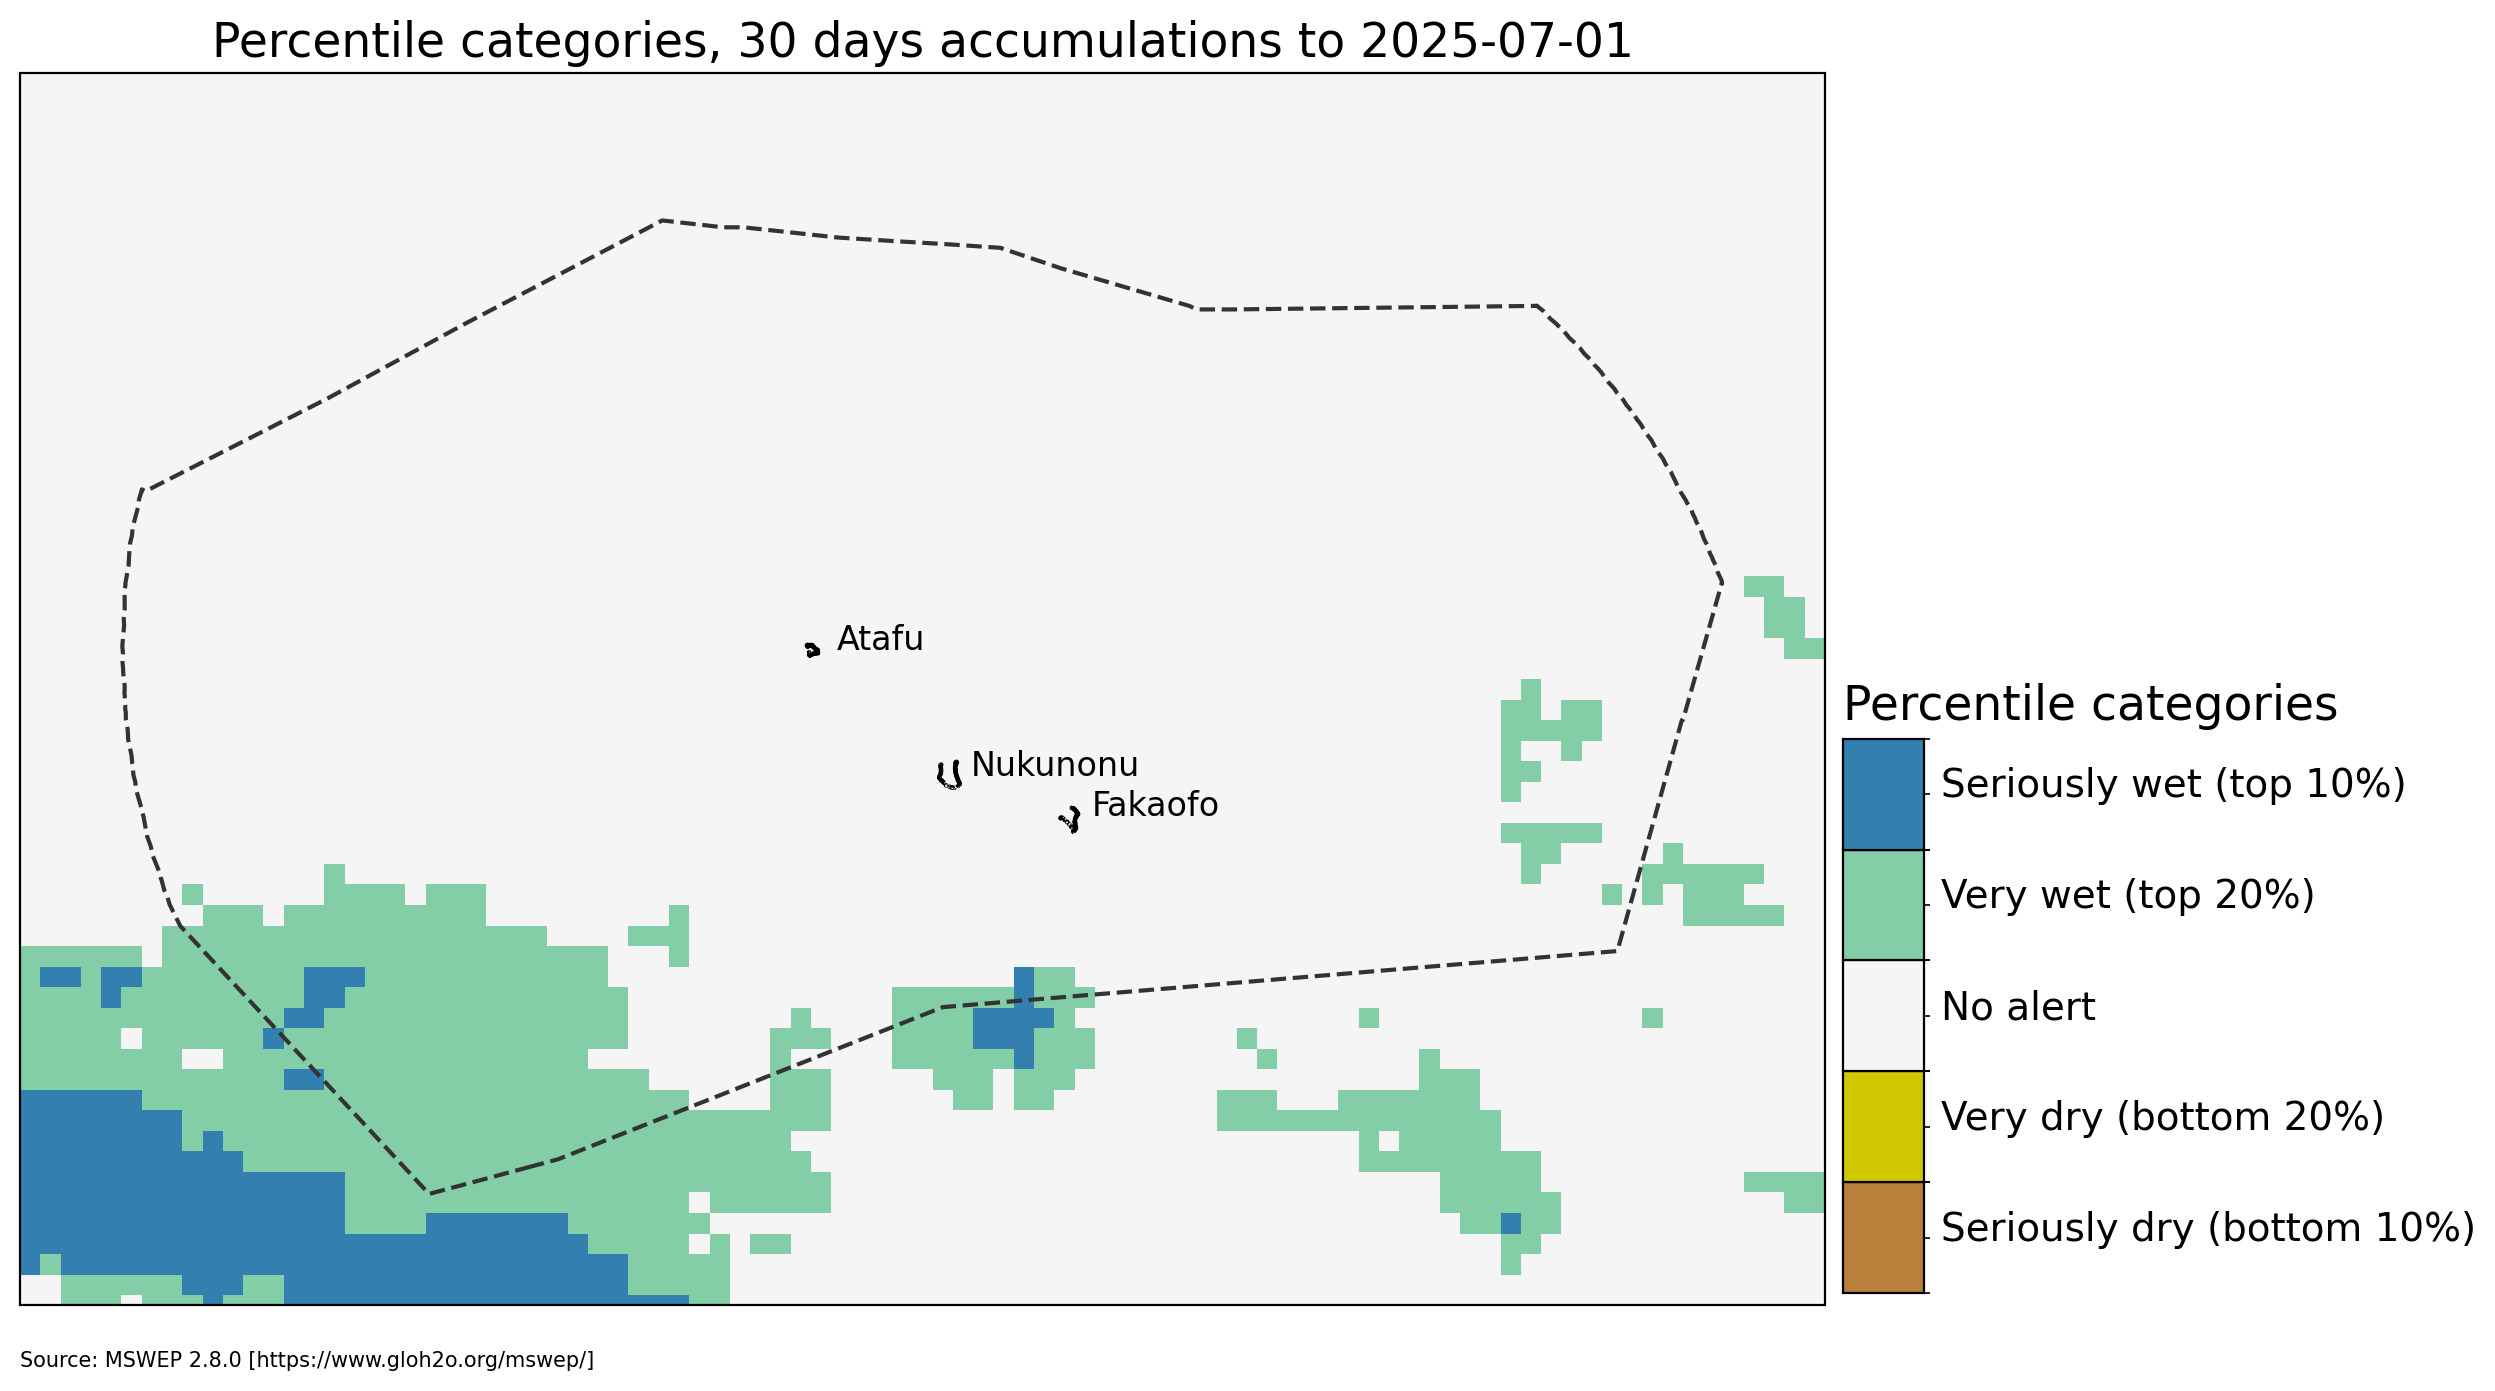 Percentile categories, 30 days accumulations to 2025-07-01
Atafu
Nukunonu
Fakaofo
Percentile categories
Seriously wet (top 10%)
Very wet (top 20%)
No alert
Very dry (bottom 20%)
Seriously dry (bottom 10%)
Source: MSWEP 2.8.0 [https://www.gloh2o.org/mswep/]